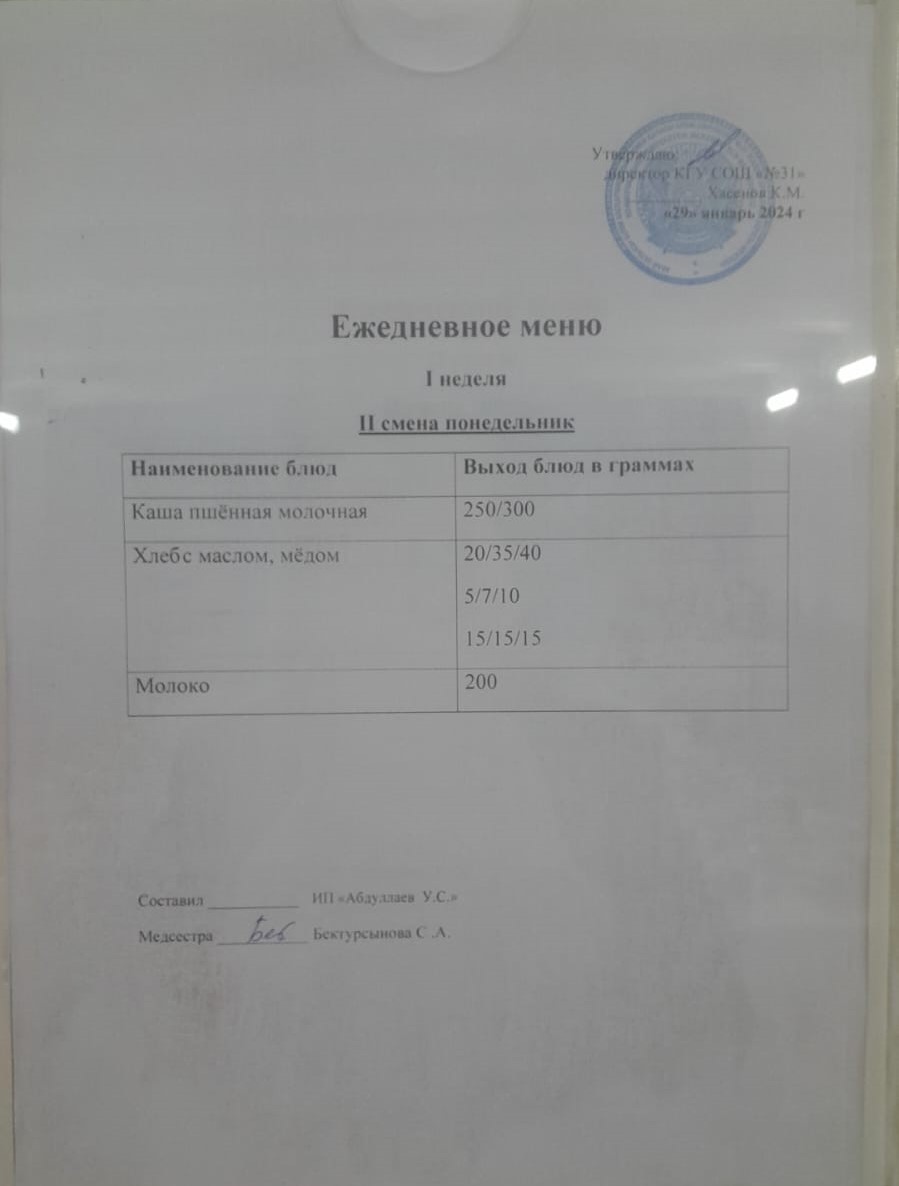 Утверждаю:
директор КГУ СОШ «№31»
Хасенов К.М.
«29» январь 2024 г
Ежедневное меню
I неделя
II смена понедельник
Наименование блюд Выход блюд в граммах
Каша пшённая молочная 250/300
Хлеб с маслом, мёдом 20/35/40
5/7/10
15/15/15
Молоко 200
Составил ИП «Абдуллаев У.С.»
Медсестра Бектурсынова С .А.